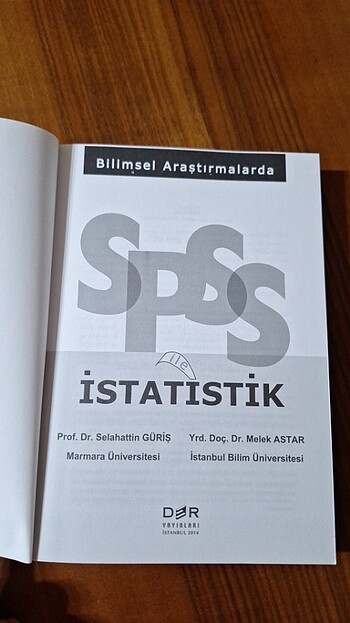 Bilimsel Araştırmalarda
SPSS
ile
İSTATİSTİK
Prof. Dr. Selahattin GÜRİŞ Yrd. Doç. Dr. Melek ASTAR
Marmara Üniversitesi İstanbul Bilim Üniversitesi
DER
YAYINLARI
İSTANBUL 2014